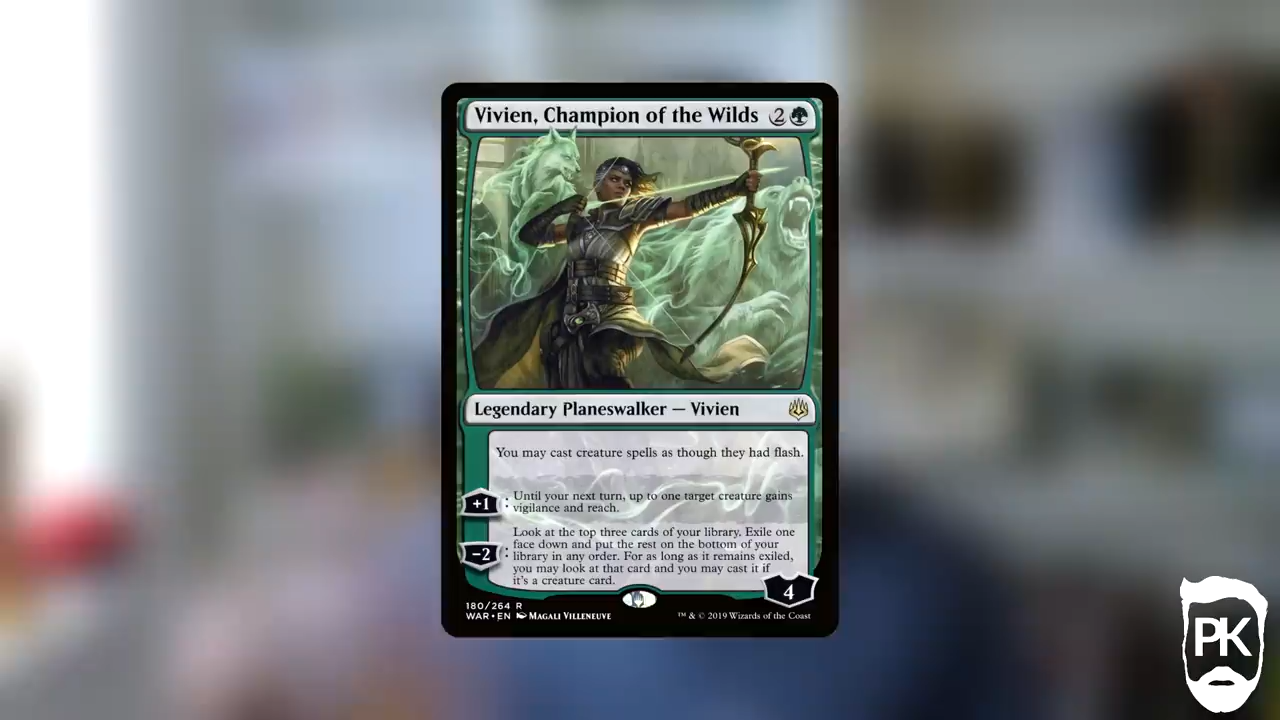 Vivien, Champion of the Wilds 2
Legendary Planeswalker — Vivien
You may cast creature spells as though they had flash.
+1: Until your next turn, up to one target creature gains
vigilance and reach.
Look at the top three cards of your library. Exile one
face down and put the rest on the bottom of your
-2: library in any order. For as long as it remains exiled,
you may look at that card and you may cast it if
it's a creature card.
4
180/264 R
WAR • EN Magali Villeneuve
™ & © 2019 Wizards of the Coast
PK